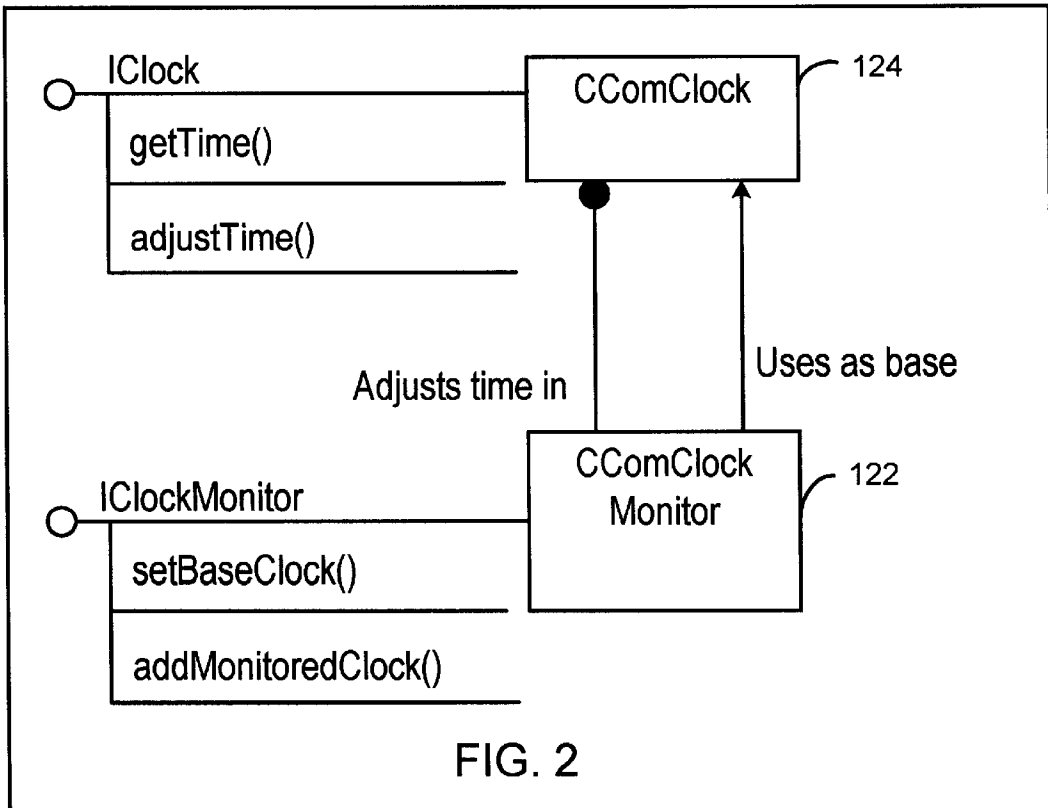 IClock
CComClock
124
getTime()
adjustTime()
Adjusts time in
Uses as base
IClockMonitor
CComClock
Monitor
122
setBaseClock()
addMonitoredClock()
FIG. 2